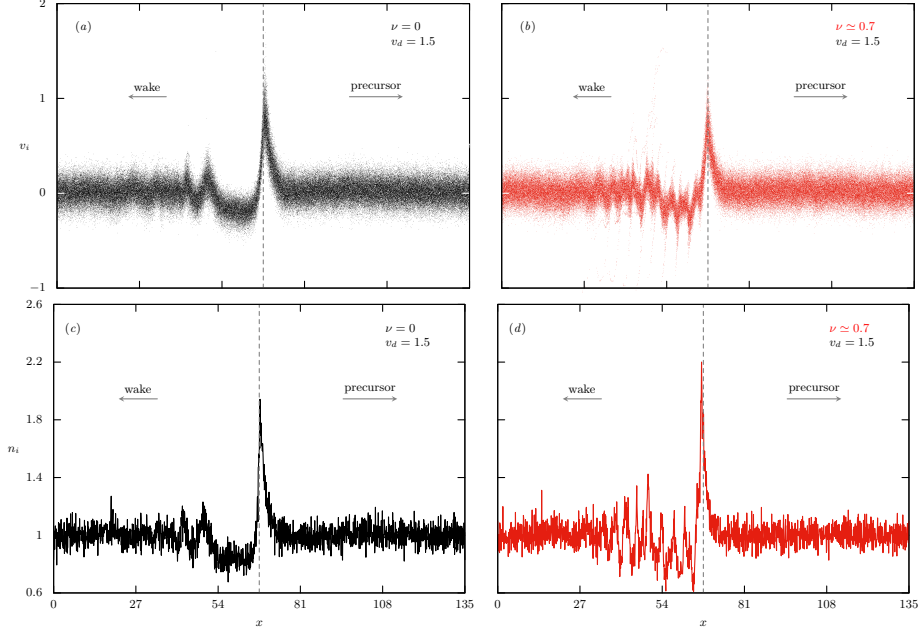 2
1
0
−1
v_i
(a)
ν = 0
v_d = 1.5
wake
precursor
(b)
ν ≃ 0.7
v_d = 1.5
wake
precursor
2.6
2.2
1.8
1.4
1
0.6
n_i
(c)
ν = 0
v_d = 1.5
wake
precursor
0 27 54 81 108 135
x
(d)
ν ≃ 0.7
v_d = 1.5
wake
precursor
0 27 54 81 108 135
x